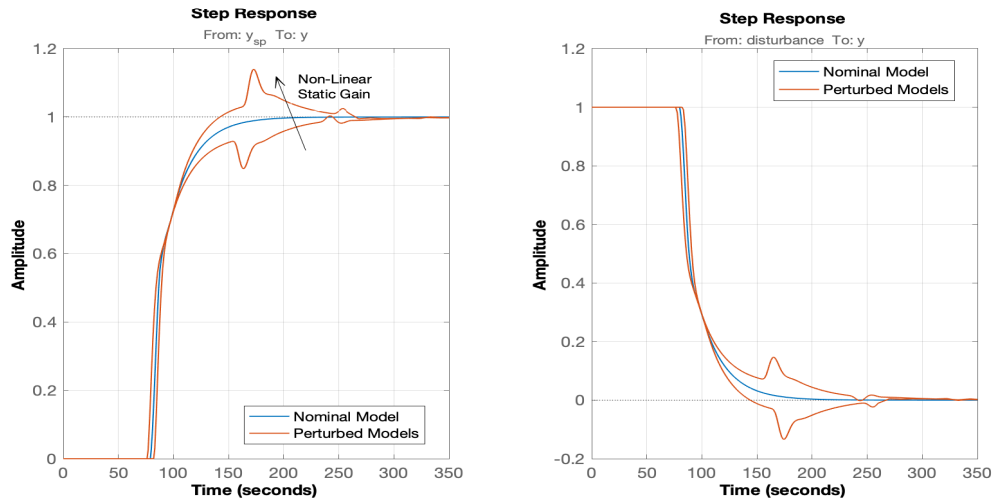 Step Response
From: y_sp To: y
1.2
1
0.8
0.6
0.4
0.2
0
Amplitude
Non-Linear
Static Gain
Nominal Model
Perturbed Models
0 50 100 150 200 250 300 350
Time (seconds)
Step Response
From: disturbance To: y
1.2
1
0.8
0.6
0.4
0.2
0
-0.2
Amplitude
Nominal Model
Perturbed Models
0 50 100 150 200 250 300 350
Time (seconds)